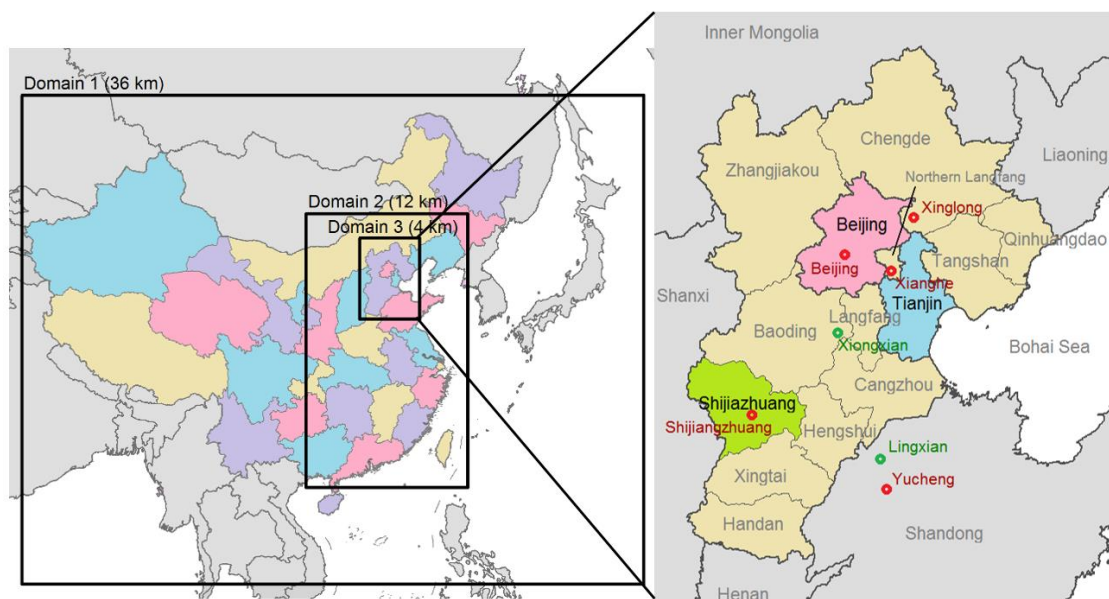 Domain 1 (36 km)
Domain 2 (12 km)
Domain 3 (4 km)
Inner Mongolia
Chengde
Zhangjiakou
Liaoning
Northern Langfang
Xinglong
Beijing
Qinhuangdao
Beijing
Tangshan
Xianghe
Shanxi
Tianjin
Langfang
Baoding
Xiongxian
Bohai Sea
Cangzhou
Shijiazhuang
Shijiangzhuang
Hengshui
Lingxian
Xingtai
Yucheng
Handan
Shandong
Henan